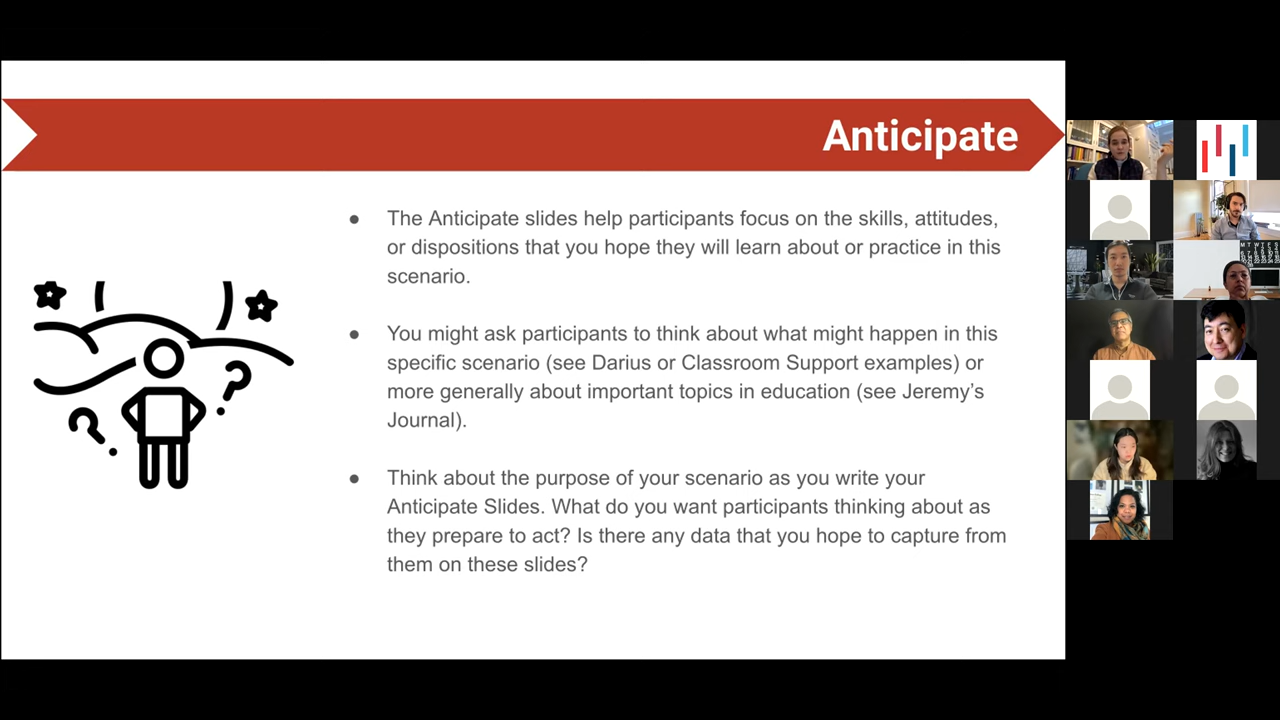 Anticipate
● The Anticipate slides help participants focus on the skills, attitudes,
or dispositions that you hope they will learn about or practice in this
scenario.
● You might ask participants to think about what might happen in this
specific scenario (see Darius or Classroom Support examples) or
more generally about important topics in education (see Jeremy’s
Journal).
● Think about the purpose of your scenario as you write your
Anticipate Slides. What do you want participants thinking about as
they prepare to act? Is there any data that you hope to capture from
them on these slides?